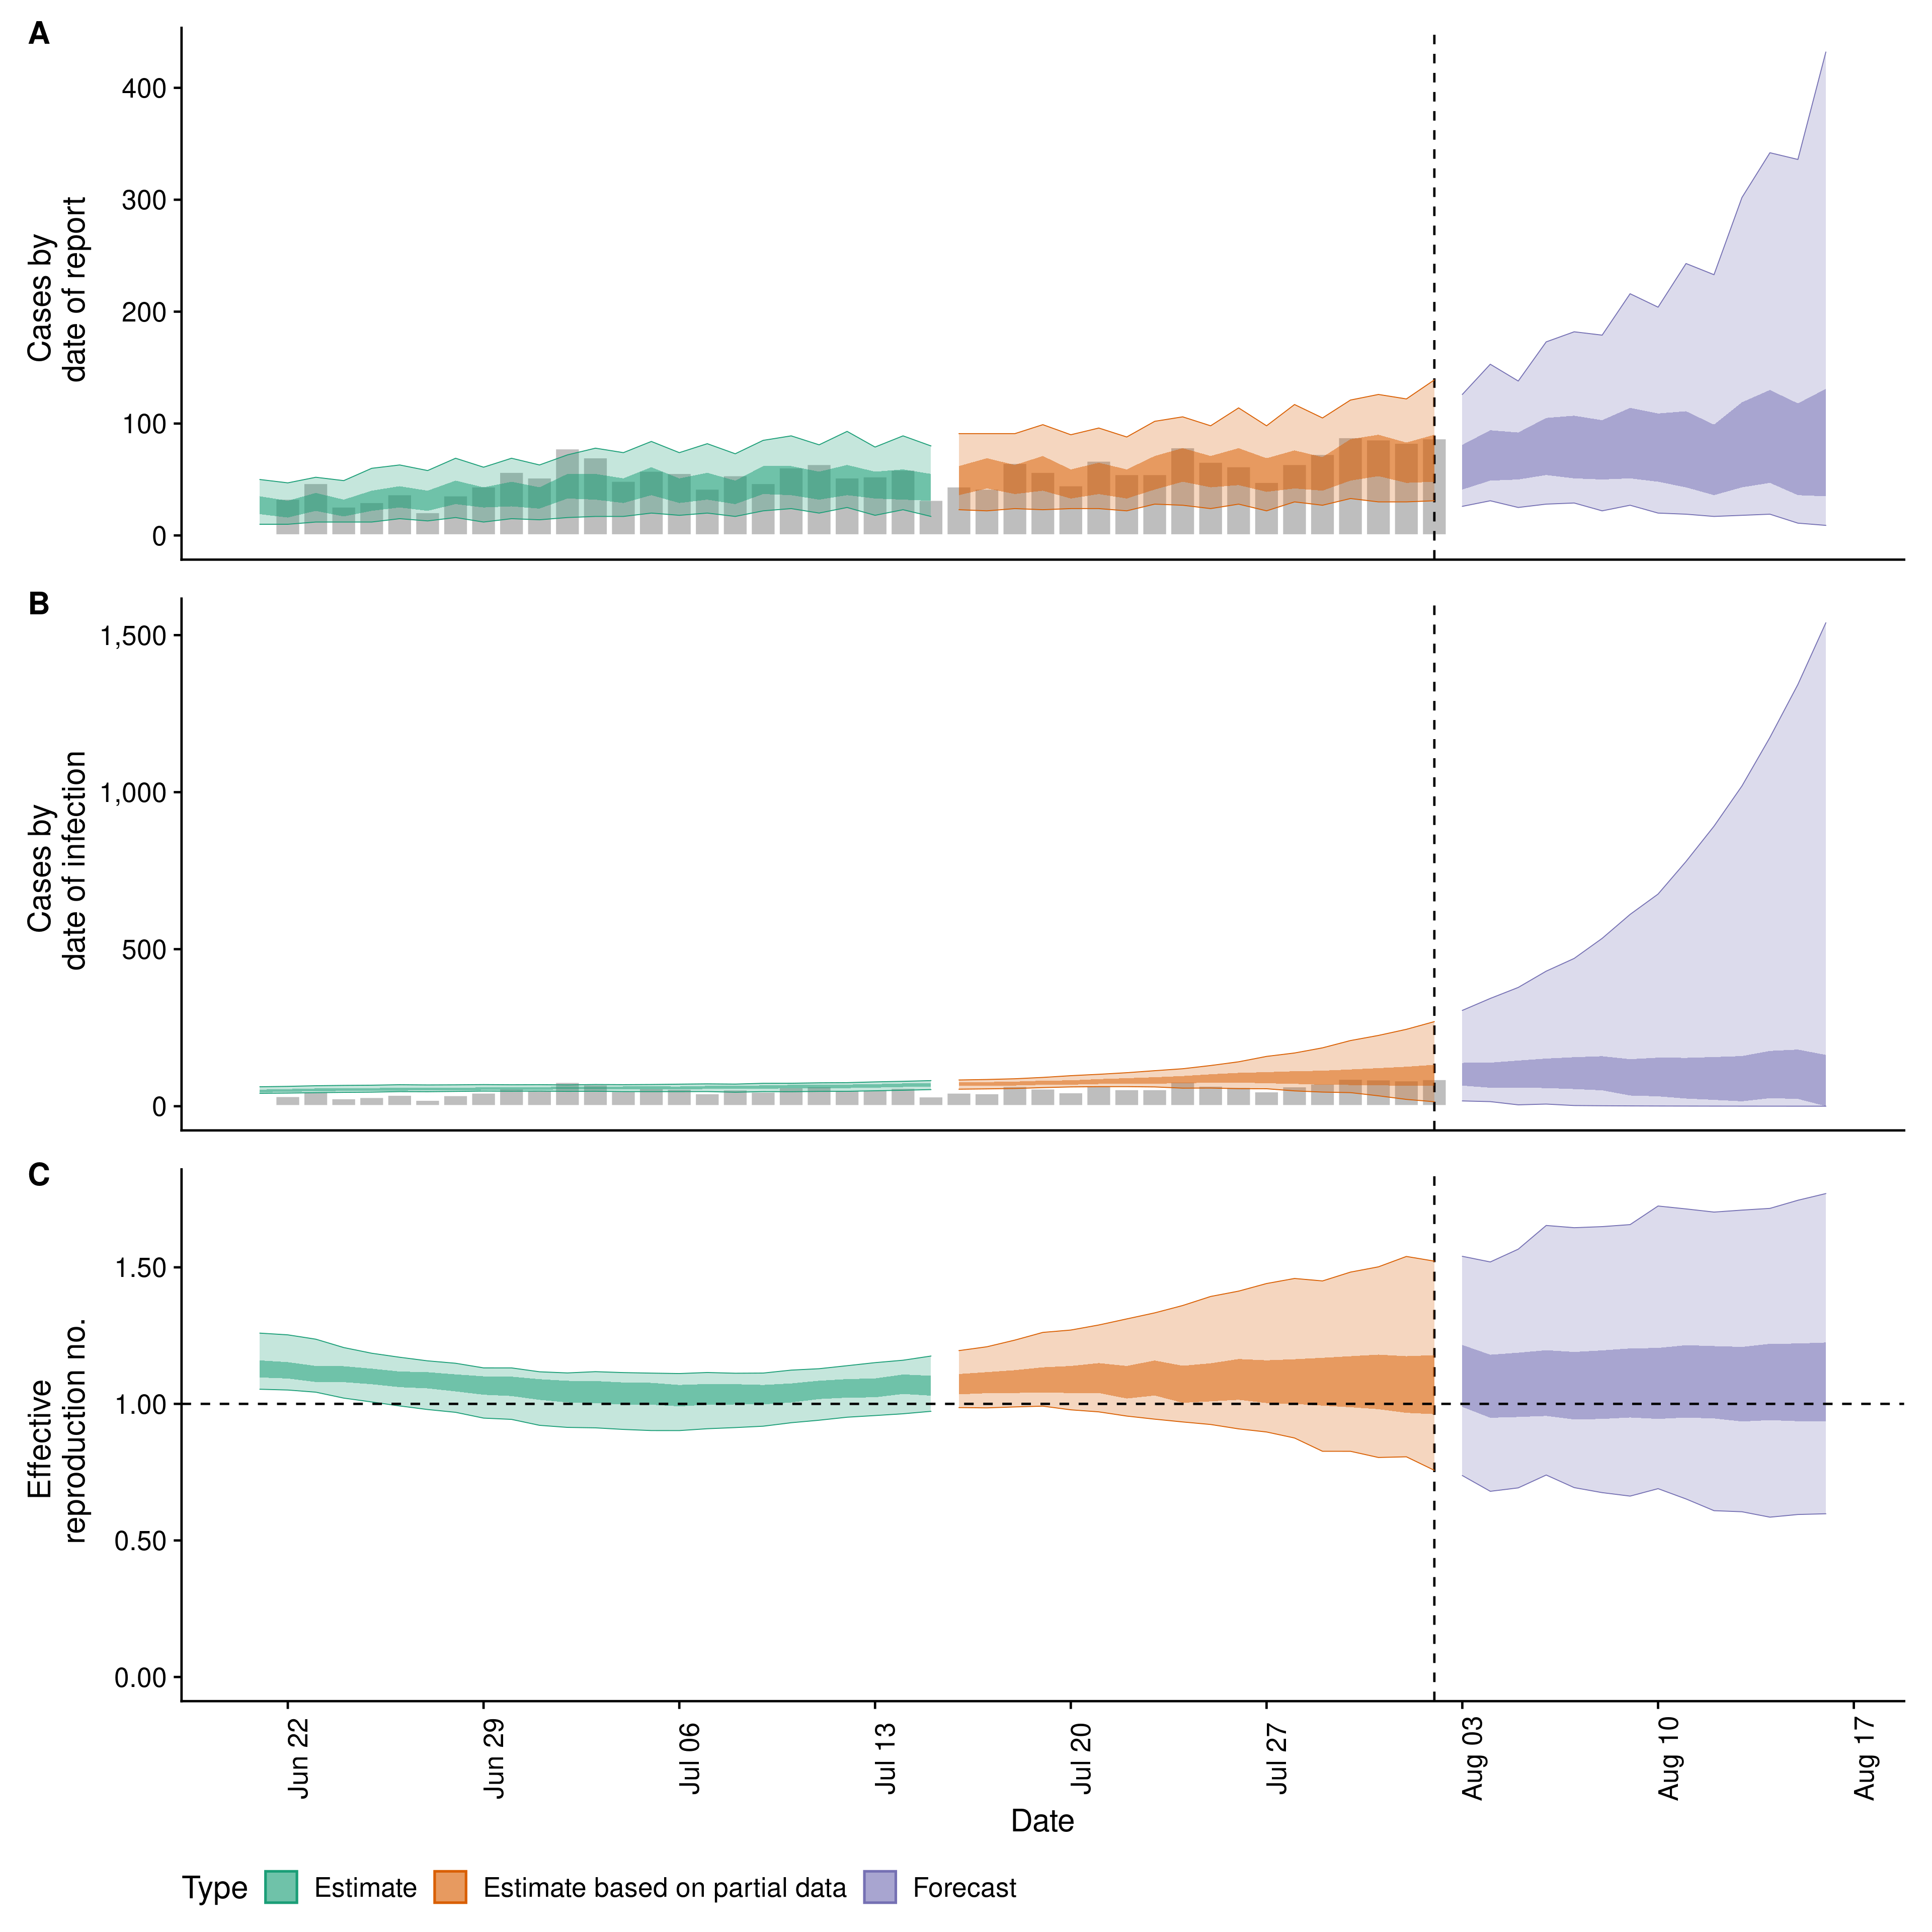 A
400
300
200
100
0
Cases by
date of report
B
1,500
1,000
500
0
Cases by
date of infection
C
1.50
1.00
0.50
0.00
Effective
reproduction no.
Jun 22
Jun 29
Jul 06
Jul 13
Jul 20
Jul 27
Aug 03
Aug 10
Aug 17
Date
Type Estimate Estimate based on partial data Forecast